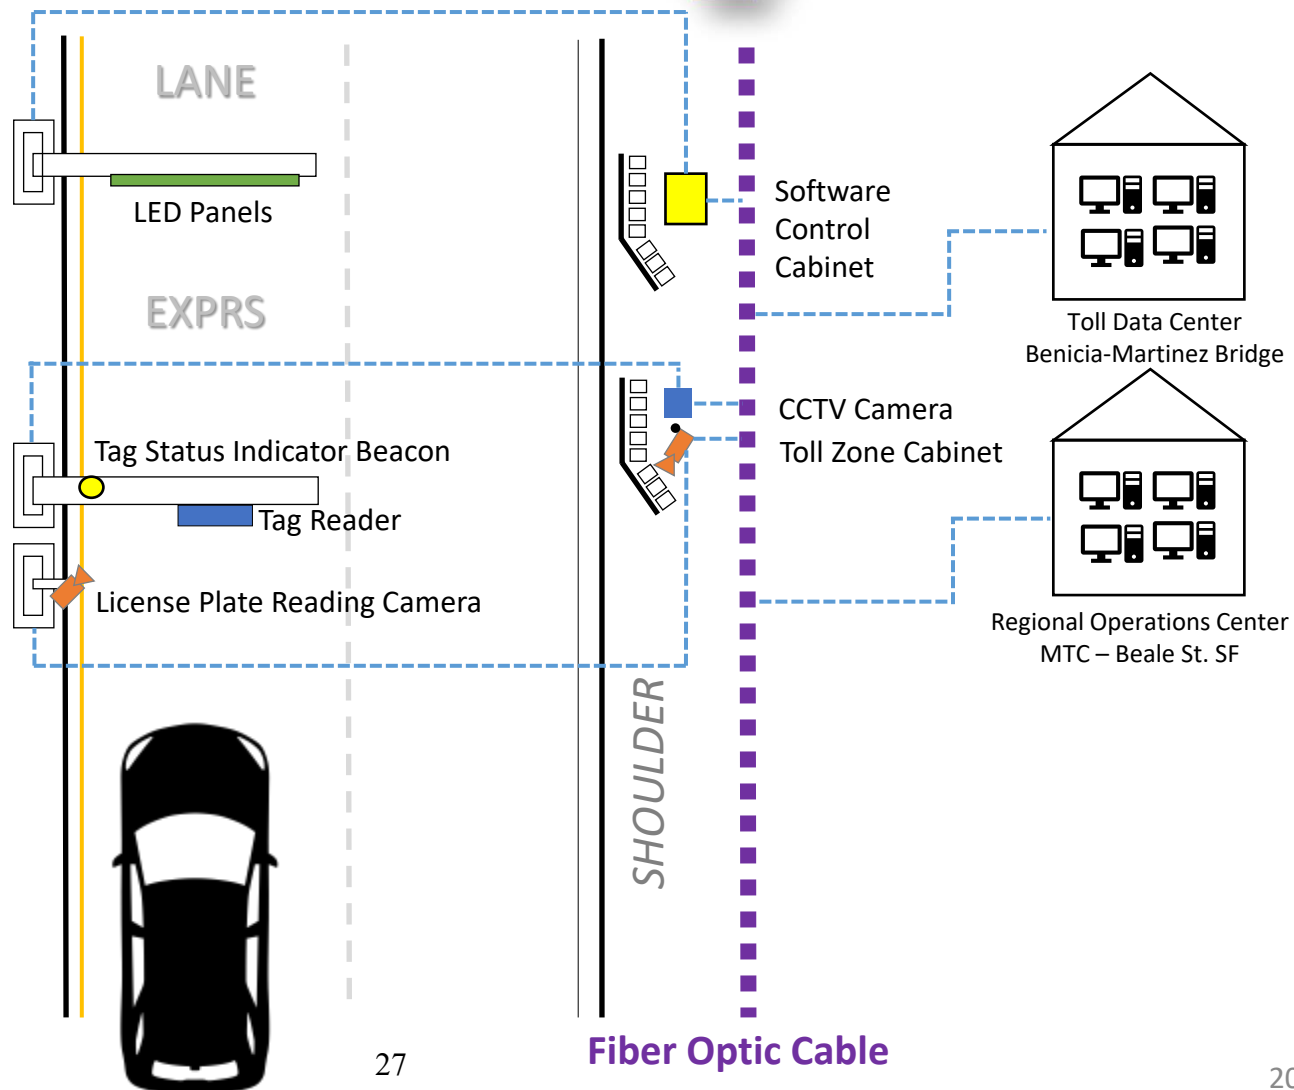 LANE
LED Panels
Software
Control
Cabinet
EXPRS
Toll Data Center
Benicia-Martinez Bridge
CCTV Camera
Toll Zone Cabinet
Tag Status Indicator Beacon
Tag Reader
License Plate Reading Camera
Regional Operations Center
MTC – Beale St. SF
SHOULDER
Fiber Optic Cable
27
20